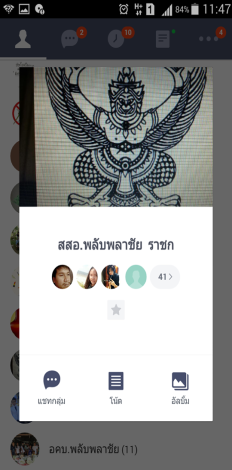 84% 11:47
2 10 4
สสอ.พลับพลาชัย ราชก
41 >
แชทกลุ่ม โน้ต อัลบั้ม
อคบ.พลับพลาชัย (11)